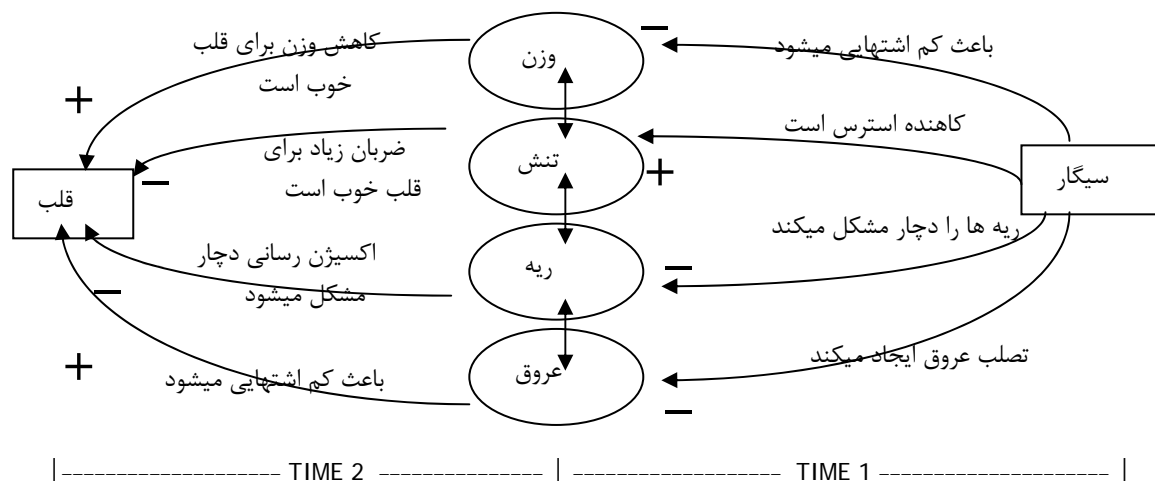 باعث کم اشتهایی میشود
کاهنده استرس است
سیگار
ریه ها را دچار مشکل میکند
تصلب عروق ایجاد میکند
وزن
تنش
ریه
عروق
کاهش وزن برای قلب
خوب است
ضربان زیاد برای
قلب خوب است
اکسیژن رسانی دچار
مشکل میشود
باعث کم اشتهایی میشود
قلب
−
+
−
−
+
−
−
+
|-------------------- TIME 2 ---------------|------------------- TIME 1 ---------------------|